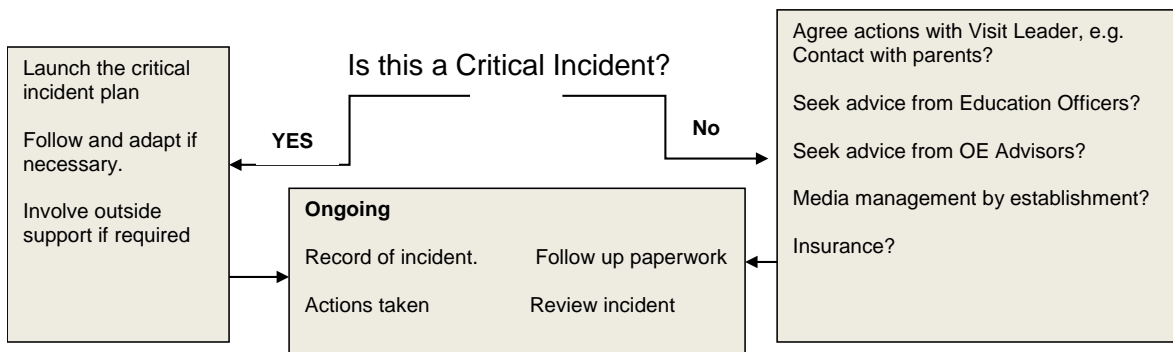 Is this a Critical Incident?
YES
No
Launch the critical
incident plan
Follow and adapt if
necessary.
Involve outside
support if required
Agree actions with Visit Leader, e.g.
Contact with parents?
Seek advice from Education Officers?
Seek advice from OE Advisors?
Media management by establishment?
Insurance?
Ongoing
Record of incident. Follow up paperwork
Actions taken Review incident